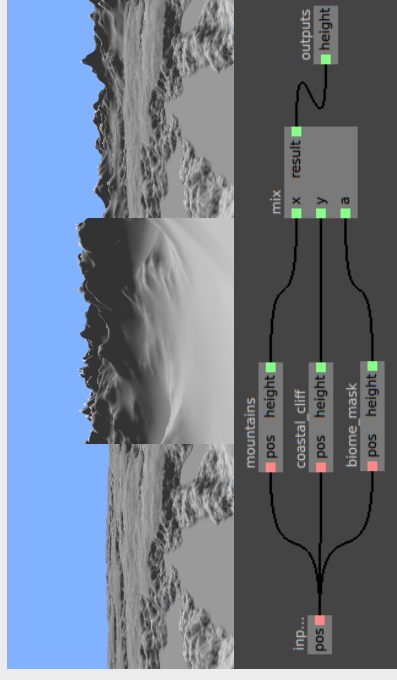 inp...
pos
mountains
pos height
coastal_cliff
pos height
biome_mask
pos height
mix
x
y
a
result
outputs
height